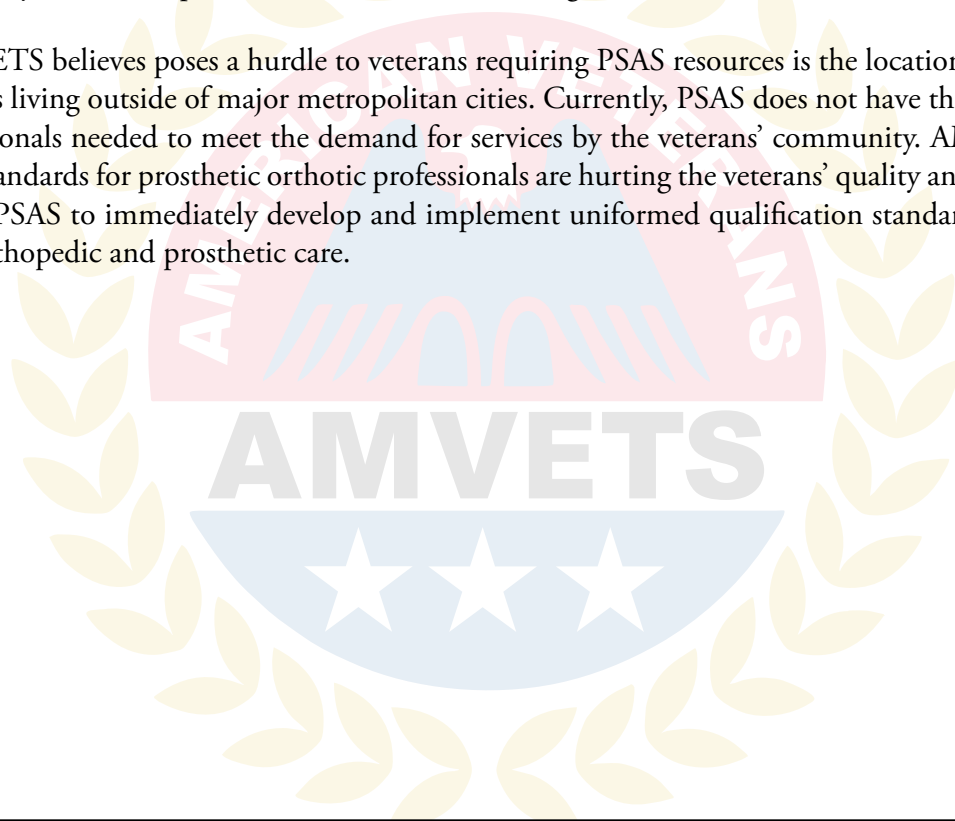 ETS believes poses a hurdle to veterans requiring PSAS resources is the location
s living outside of major metropolitan cities. Currently, PSAS does not have th
onals needed to meet the demand for services by the veterans’ community. A
andards for prosthetic orthotic professionals are hurting the veterans’ quality an
PSAS to immediately develop and implement uniformed qualification standar
thopedic and prosthetic care.
AMERICAN VETERANS
AMVETS